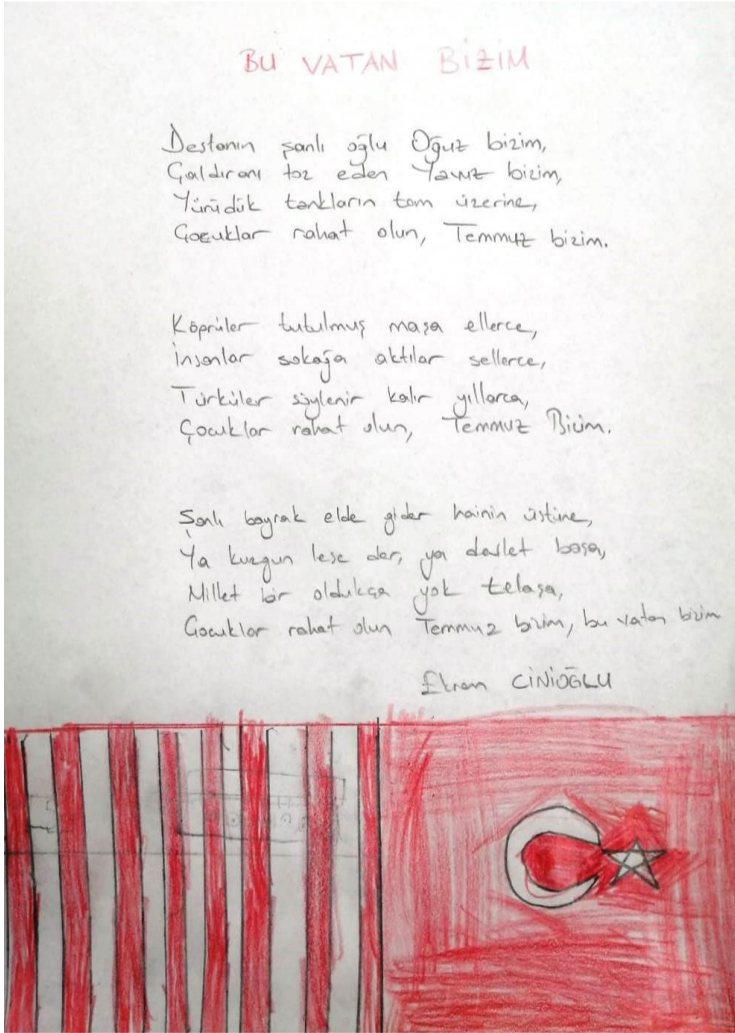 BU VATAN BİZİM
Destanın şanlı oğlu Oğuz bizim,
Çaldıranı toz eden Yavuz bizim,
Yürüdük tankların tam üzerine,
Çocuklar rahat olun, Temmuz bizim.
Köprüler tutulmuş maşa ellerce,
İnsanlar sokağa aktılar sellerce,
Türküler söylenir kalır yıllarca,
Çocuklar rahat olun, Temmuz Bizim.
Şanlı bayrak elde gider hainin üstüne,
Ya kuzgun leşe der, ya devlet başa,
Millet bir oldukça yok telaşa,
Çocuklar rahat olun Temmuz bizim, bu vatan bizim
Ekrem CİNİOĞLU